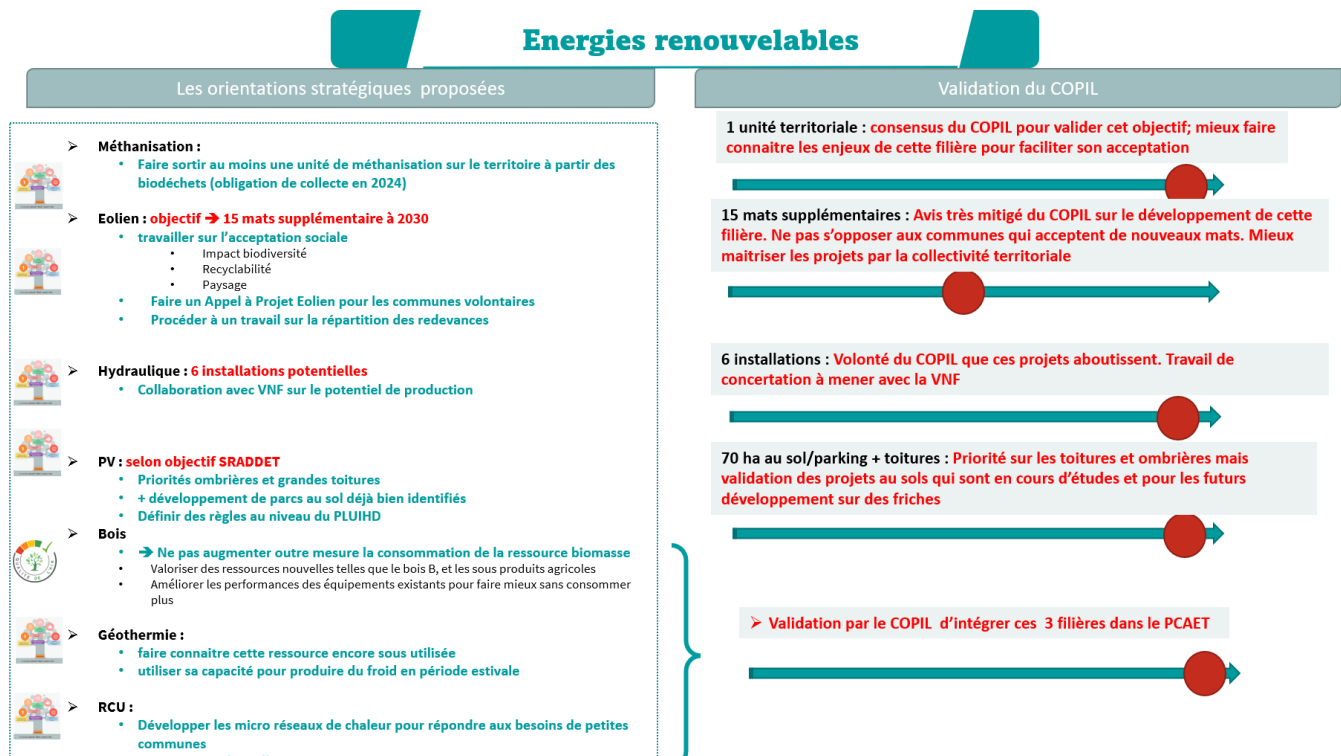 Energies renouvelables
Les orientations stratégiques proposées
➢ Méthanisation :
• Faire sortir au moins une unité de méthanisation sur le territoire à partir des
biodéchets (obligation de collecte en 2024)
➢ Eolien : objectif ➔ 15 mats supplémentaire à 2030
• travailler sur l'acceptation sociale
• Impact biodiversité
• Recyclabilité
• Paysage
• Faire un Appel à Projet Eolien pour les communes volontaires
• Procéder à un travail sur la répartition des redevances
➢ Hydraulique : 6 installations potentielles
• Collaboration avec VNF sur le potentiel de production
➢ PV : selon objectif SRADDET
• Priorités ombrières et grandes toitures
• + développement de parcs au sol déjà bien identifiés
• Définir des règles au niveau du PLUIHD
➢ Bois
• ➔ Ne pas augmenter outre mesure la consommation de la ressource biomasse
• Valoriser des ressources nouvelles telles que le bois B, et les sous produits agricoles
• Améliorer les performances des équipements existants pour faire mieux sans consommer
plus
➢ Géothermie :
• faire connaitre cette ressource encore sous utilisée
• utiliser sa capacité pour produire du froid en période estivale
➢ RCU :
• Développer les micro réseaux de chaleur pour répondre aux besoins de petites
communes
Validation du COPIL
1 unité territoriale : consensus du COPIL pour valider cet objectif; mieux faire
connaitre les enjeux de cette filière pour faciliter son acceptation
15 mats supplémentaires : Avis très mitigé du COPIL sur le développement de cette
filière. Ne pas s'opposer aux communes qui acceptent de nouveaux mats. Mieux
maitriser les projets par la collectivité territoriale
6 installations : Volonté du COPIL que ces projets aboutissent. Travail de
concertation à mener avec la VNF
70 ha au sol/parking + toitures : Priorité sur les toitures et ombrières mais
validation des projets au sols qui sont en cours d'études et pour les futurs
développement sur des friches
➢ Validation par le COPIL d'intégrer ces 3 filières dans le PCAET